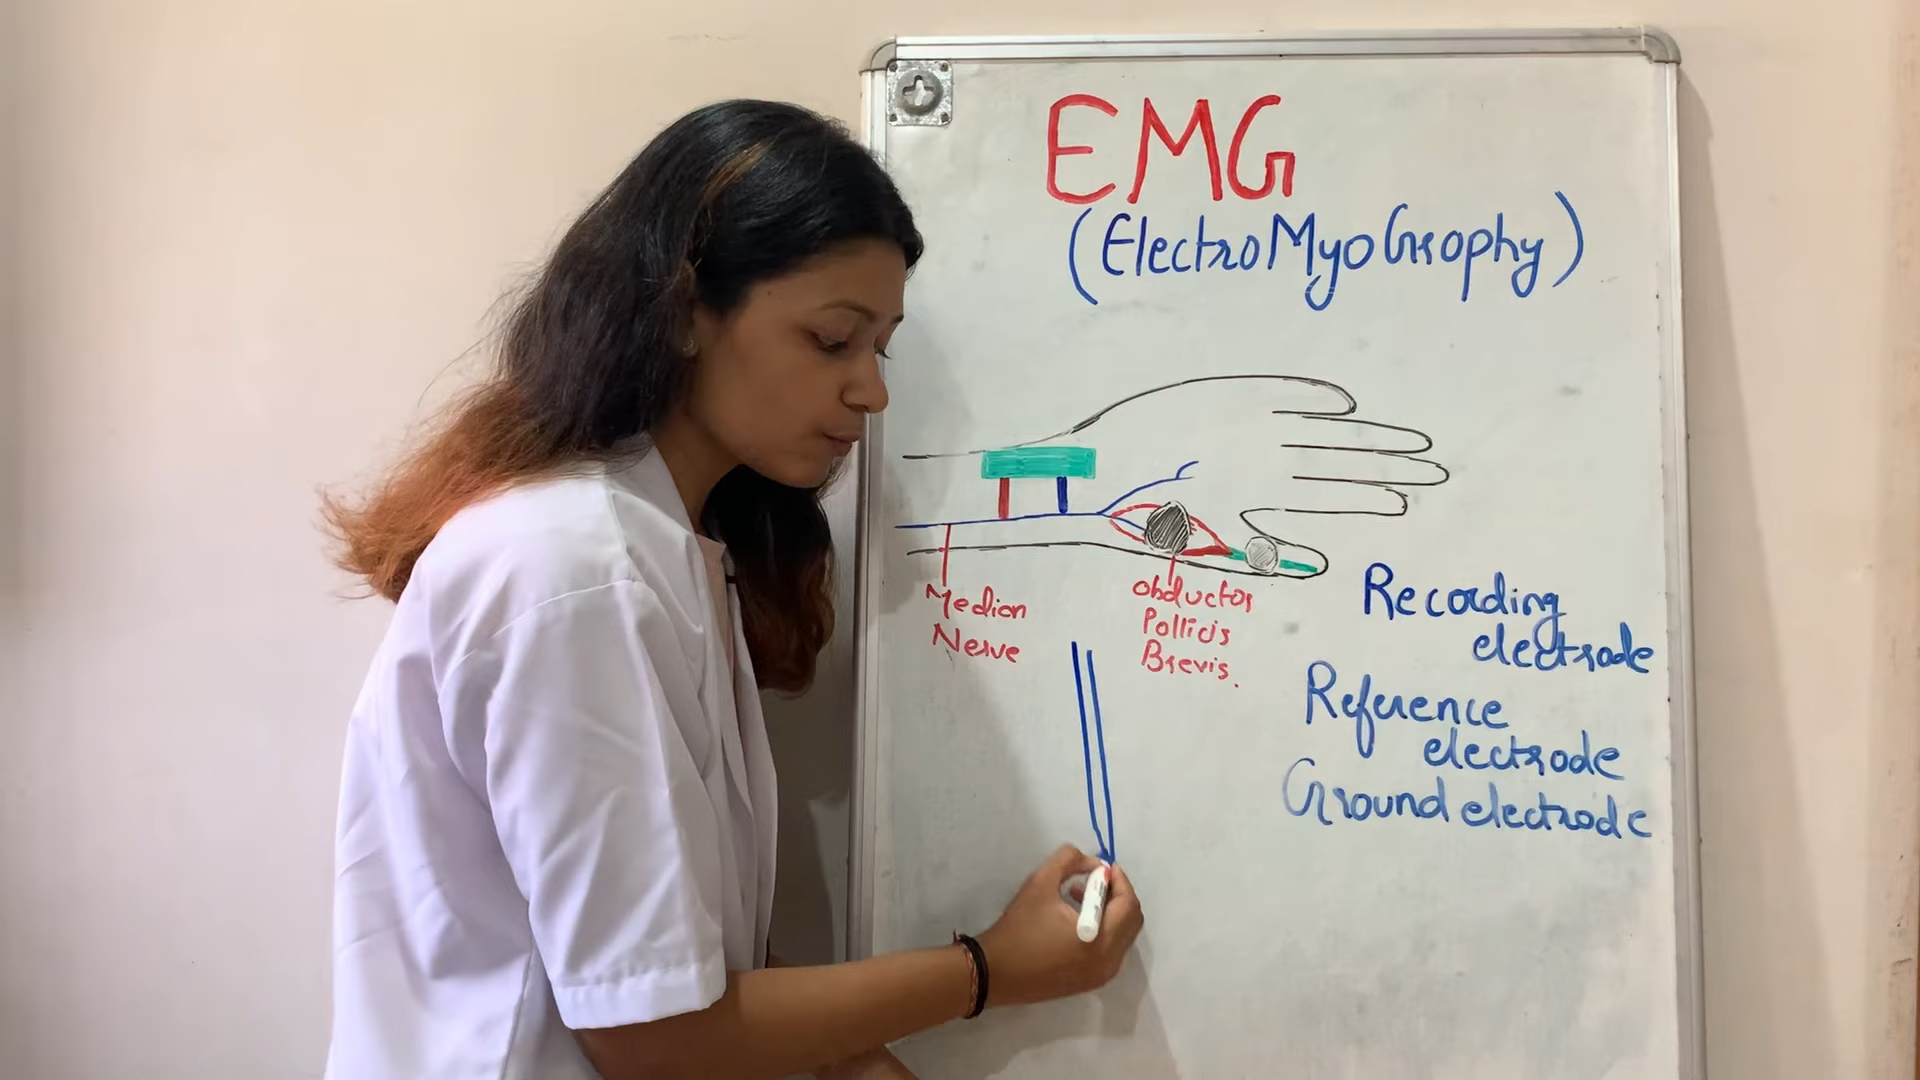 EMG
(ElectroMyoGraphy)
Median
Nerve
Abductor
Pollicis
Brevis.
Recording
electrode
Reference
electrode
Ground electrode